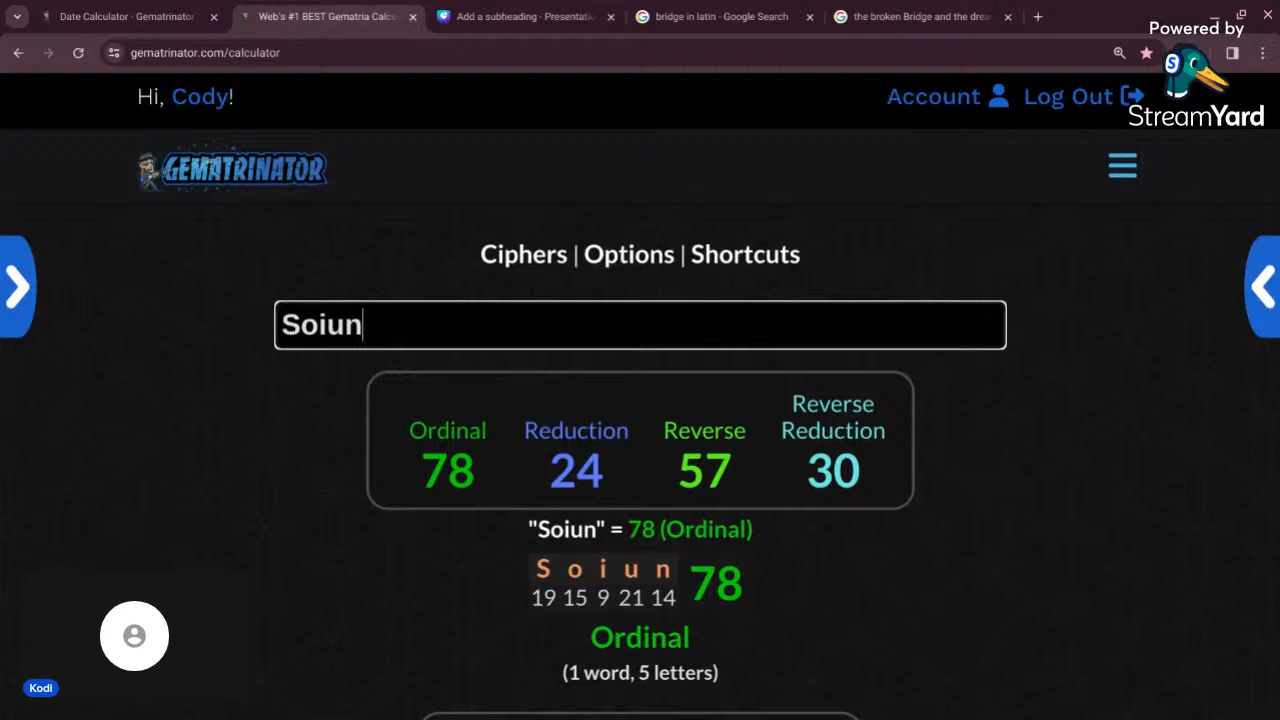 Date Calculator - Gematrinator
Web's #1 BEST Gematria Calcu
Add a subheading - Presentatio
bridge in latin - Google Search
the broken Bridge and the drea
gematrinator.com/calculator
Powered by
StreamYard
Hi, Cody!
Account
Log Out
GEMATRINATOR
Ciphers | Options | Shortcuts
Soiun
Ordinal
78
Reduction
24
Reverse
57
Reverse
Reduction
30
"Soiun" = 78 (Ordinal)
S o i u n
19 15 9 21 14
78
Ordinal
(1 word, 5 letters)
Kodi